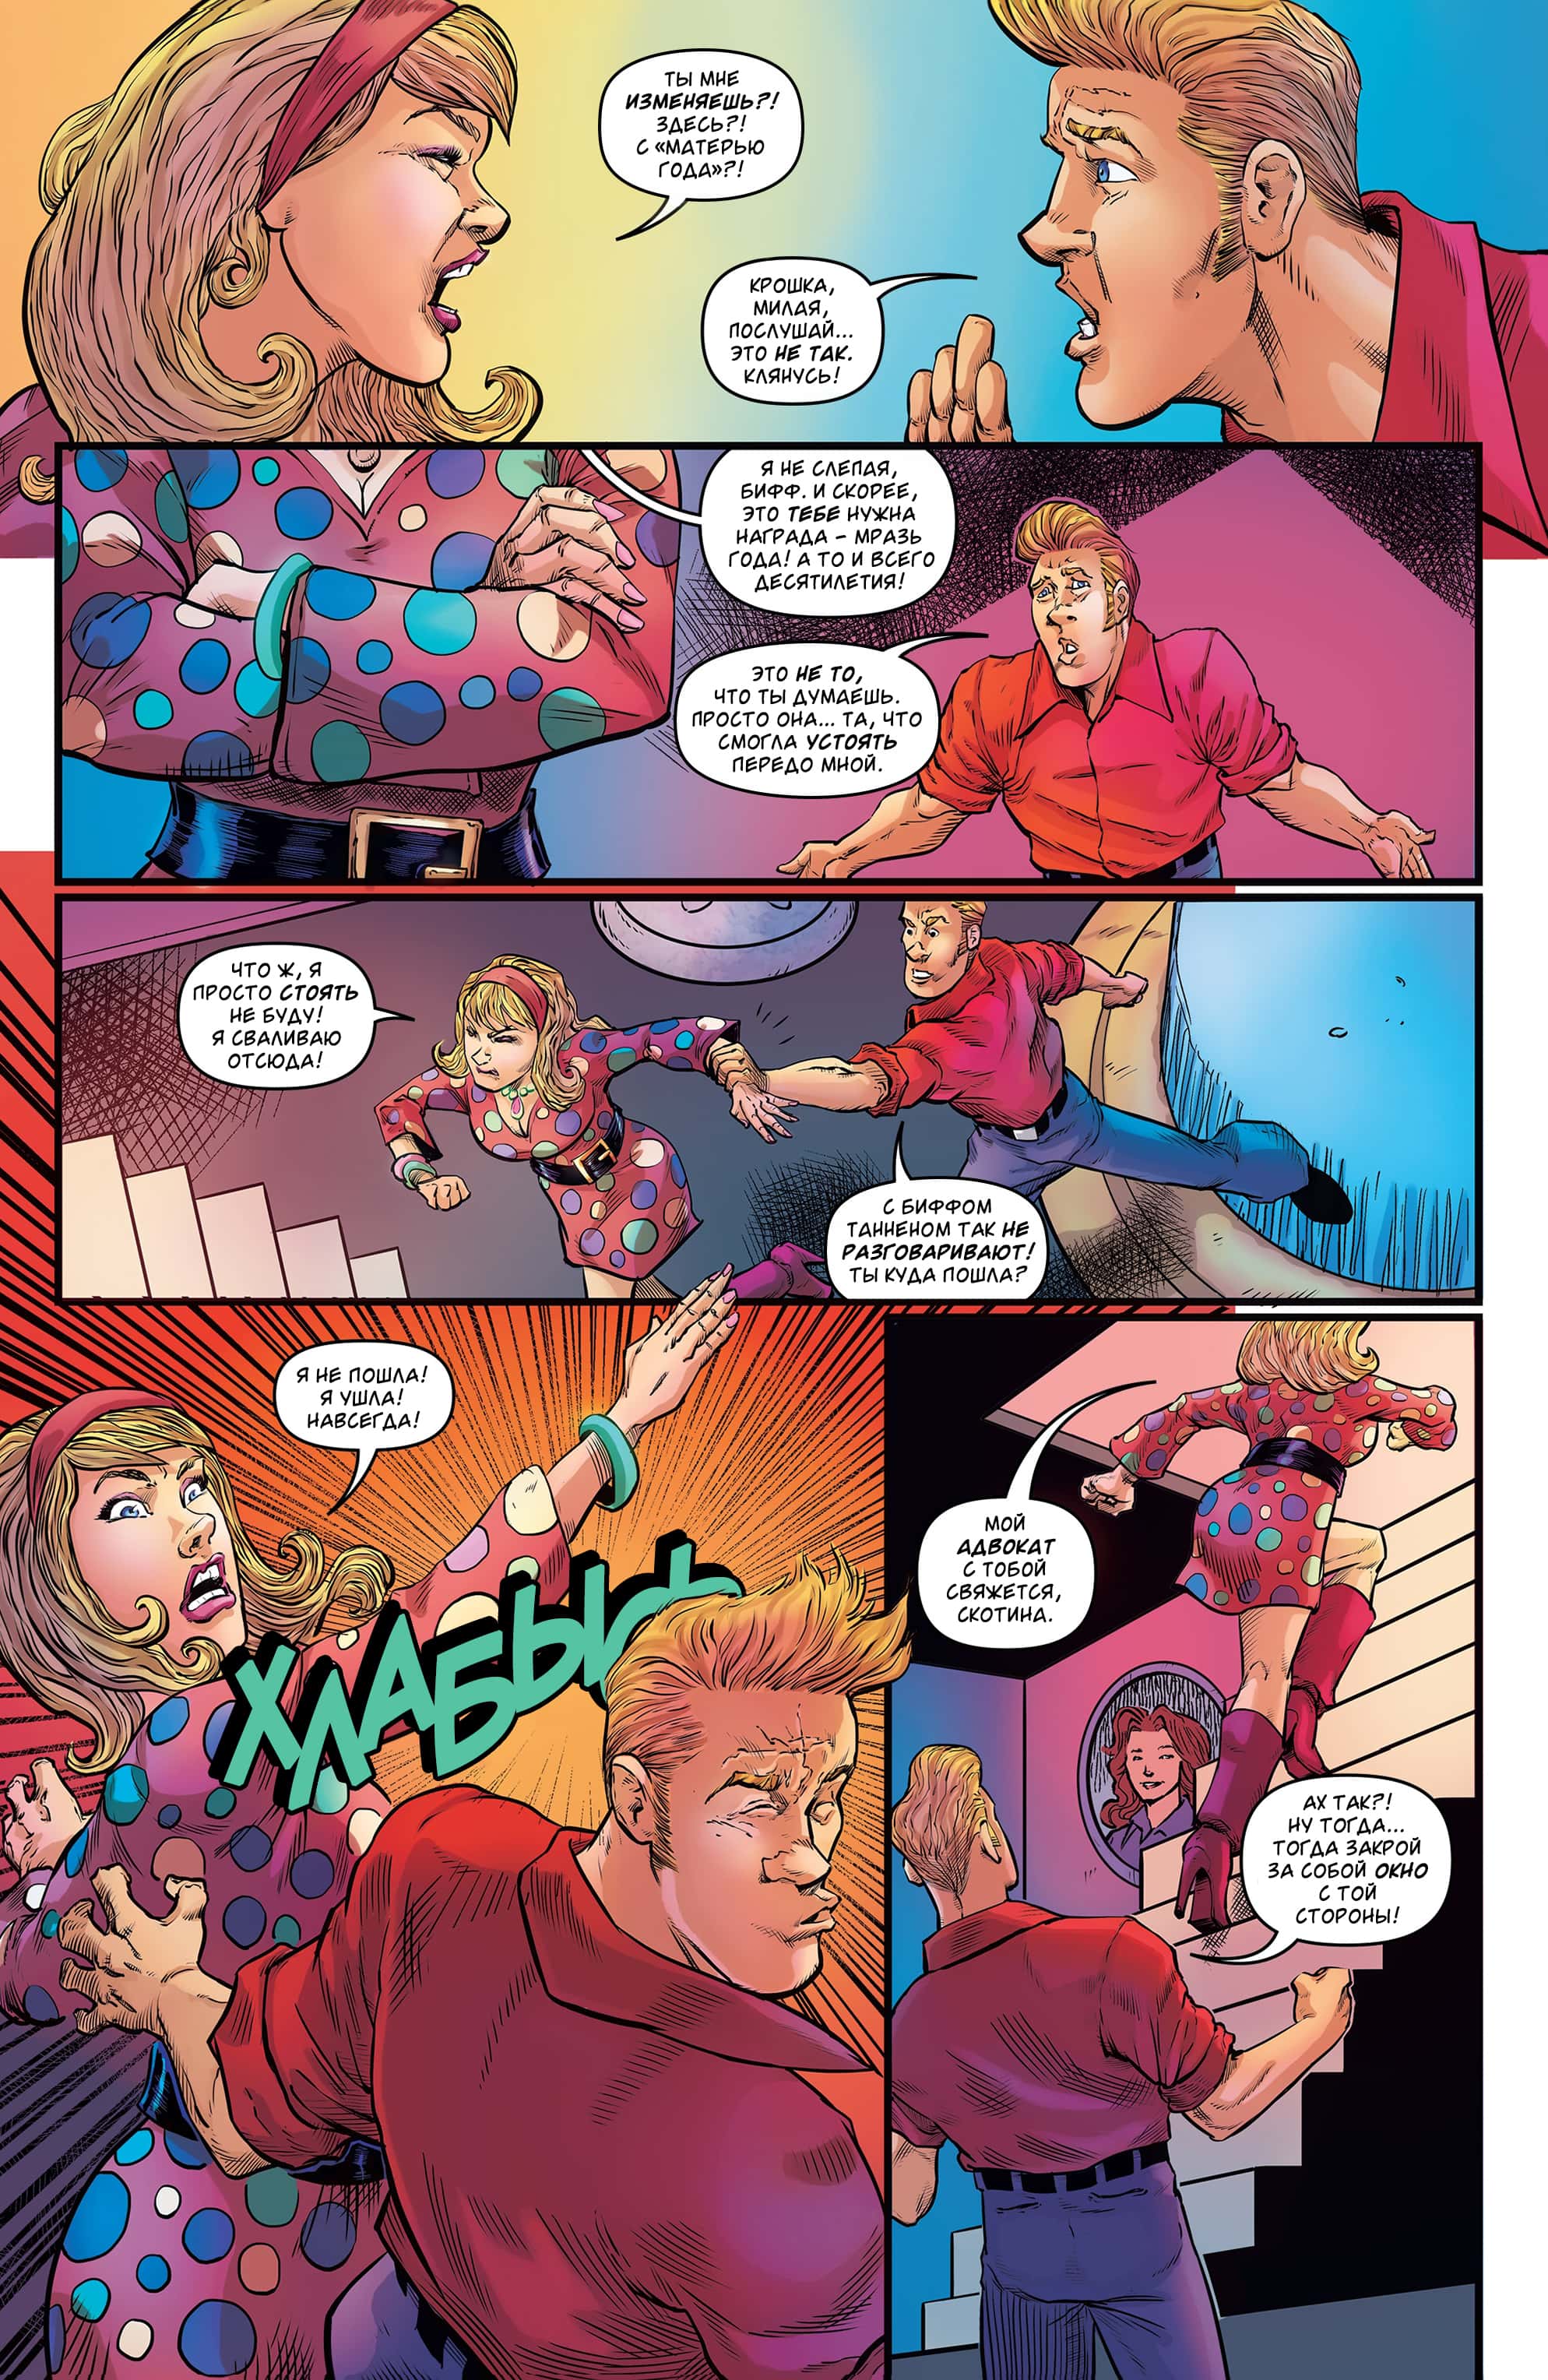 ТЫ МНЕ
ИЗМЕНЯЕШЬ?!
ЗДЕСЬ?!
С «МАТЕРЬЮ
ГОДА»?!
КРОШКА,
МИЛАЯ,
ПОСЛУШАЙ...
ЭТО НЕ ТАК.
КЛЯНУСЬ!
Я НЕ СЛЕПАЯ,
БИФФ. И СКОРЕЕ,
ЭТО ТЕБЕ НУЖНА
НАГРАДА – МРАЗЬ
ГОДА! А ТО И ВСЕГО
ДЕСЯТИЛЕТИЯ!
ЭТО НЕ ТО,
ЧТО ТЫ ДУМАЕШЬ.
ПРОСТО ОНА... ТА, ЧТО
СМОГЛА УСТОЯТЬ
ПЕРЕДО МНОЙ.
ЧТО Ж, Я
ПРОСТО СТОЯТЬ
НЕ БУДУ!
Я СВАЛИВАЮ
ОТСЮДА!
С БИФФОМ
ТАННЕНОМ ТАК НЕ
РАЗГОВАРИВАЮТ!
ТЫ КУДА ПОШЛА?
Я НЕ ПОШЛА!
Я УШЛА!
НАВСЕГДА!
ХЛАБЫСЬ
МОЙ
АДВОКАТ
С ТОБОЙ
СВЯЖЕТСЯ,
СКОТИНА.
АХ ТАК?!
НУ ТОГДА...
ТОГДА ЗАКРОЙ
ЗА СОБОЙ ОКНО
С ТОЙ
СТОРОНЫ!